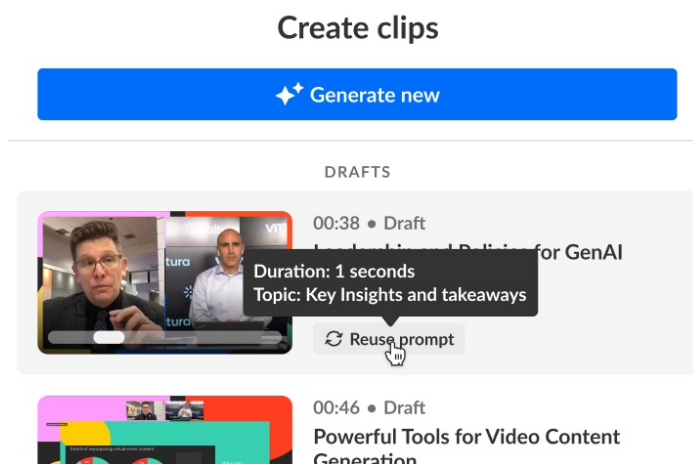 Create clips
Generate new
DRAFTS
00:38 • Draft
Leadership and Policies for GenAI
Duration: 1 seconds
Topic: Key Insights and takeaways
Reuse prompt
00:46 • Draft
Powerful Tools for Video Content
Generation